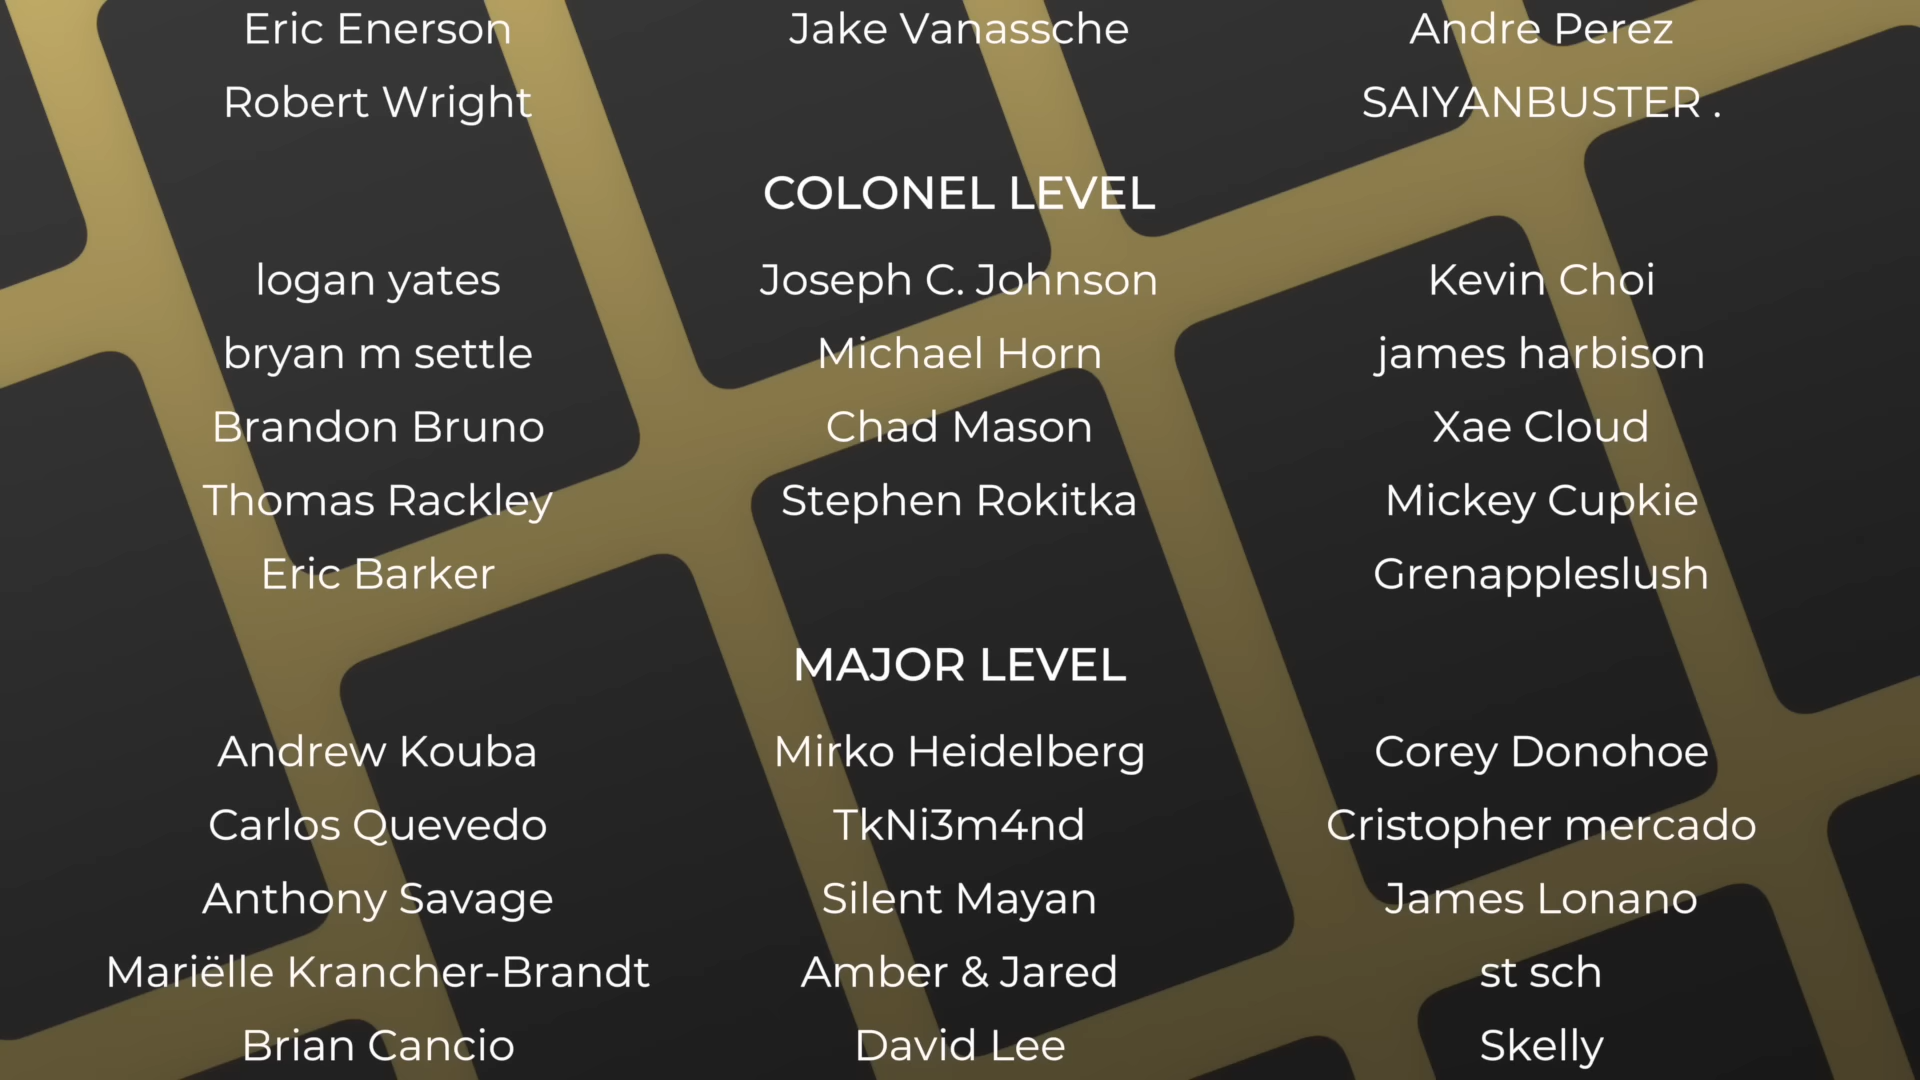 Eric Enerson
Jake Vanassche
Andre Perez
Robert Wright
SAIYANBUSTER .
COLONEL LEVEL
logan yates
Joseph C. Johnson
Kevin Choi
bryan m settle
Michael Horn
james harbison
Brandon Bruno
Chad Mason
Xae Cloud
Thomas Rackley
Stephen Rokitka
Mickey Cupkie
Eric Barker
Grenappleslush
MAJOR LEVEL
Andrew Kouba
Mirko Heidelberg
Corey Donohoe
Carlos Quevedo
TkNi3m4nd
Cristopher mercado
Anthony Savage
Silent Mayan
James Lonano
Mariëlle Krancher-Brandt
Amber & Jared
st sch
Brian Cancio
David Lee
Skelly